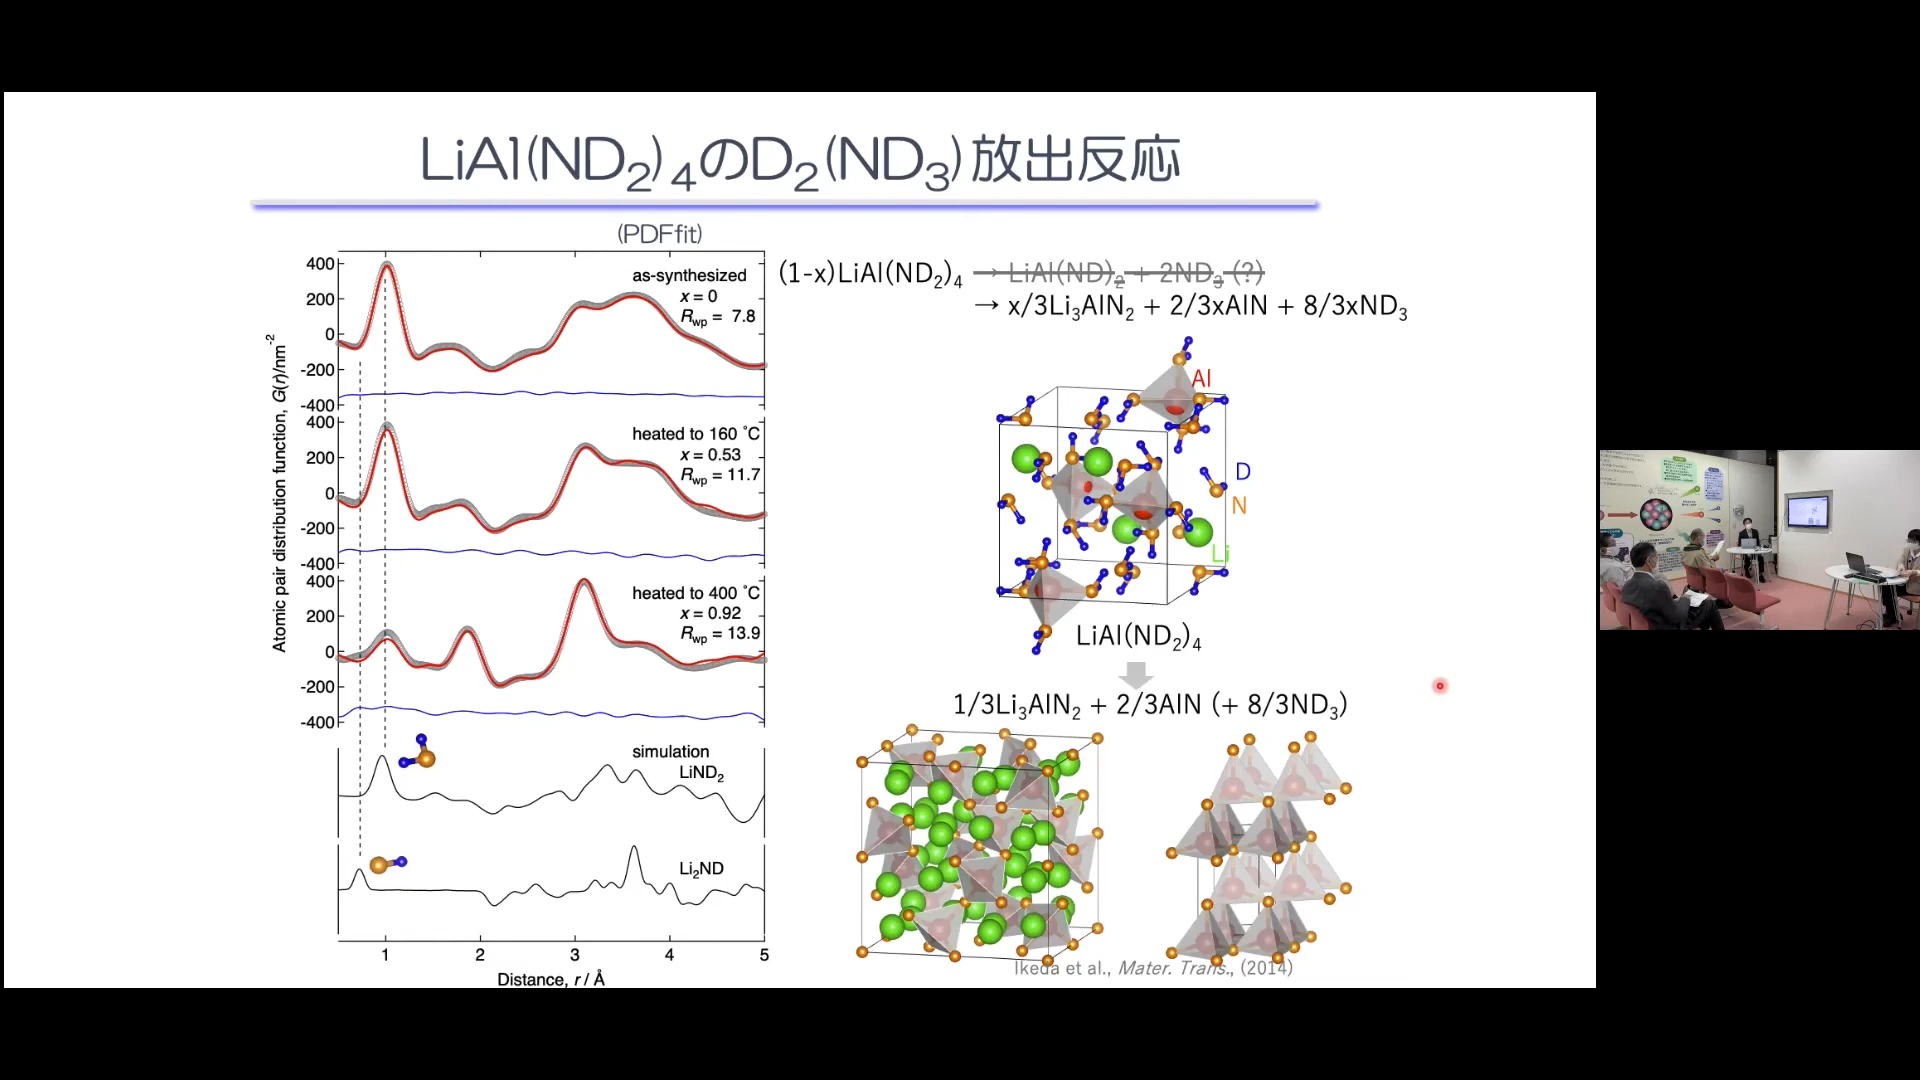 LiAl(ND2)4のD2(ND3)放出反応
(PDFfit)
400
200
0
-200
-400
as-synthesized
x = 0
Rwp = 7.8
400
200
0
-200
-400
heated to 160 ˚C
x = 0.53
Rwp = 11.7
400
200
0
-200
-400
heated to 400 ˚C
x = 0.92
Rwp = 13.9
simulation
LiND2
Li2ND
1 2 3 4 5
Distance, r / Å
Atomic pair distribution function, G(r)/nm-2
(1-x)LiAl(ND2)4 → LiAl(ND)2 + 2ND3 (?)
→ x/3Li3AlN2 + 2/3xAlN + 8/3xND3
Al
D
N
Li
LiAl(ND2)4
1/3Li3AlN2 + 2/3AlN (+ 8/3ND3)
Ikeda et al., Mater. Trans., (2014)